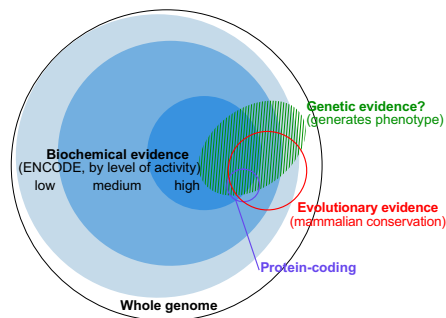 Genetic evidence?
(generates phenotype)
Biochemical evidence
(ENCODE, by level of activity)
low medium high
Evolutionary evidence
(mammalian conservation)
Protein-coding
Whole genome